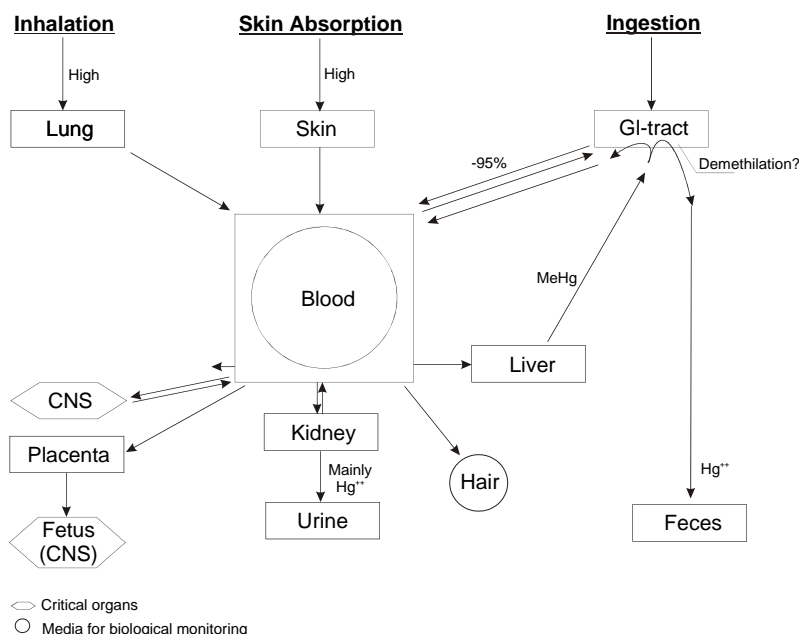 Inhalation
Skin Absorption
Ingestion
High
High
Lung
Skin
GI-tract
-95%
Demethilation?
Blood
MeHg
Liver
CNS
Kidney
Placenta
Mainly
Hg⁺⁺
Hair
Hg⁺⁺
Urine
Feces
Fetus
(CNS)
Critical organs
Media for biological monitoring